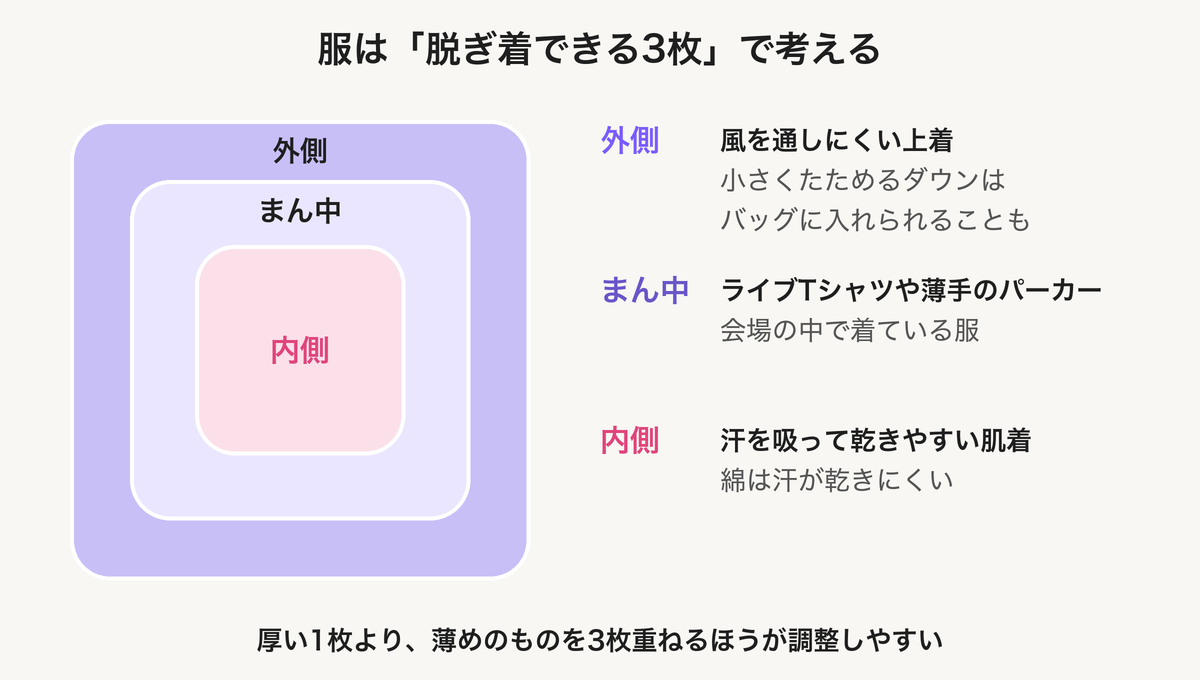 服は「脱ぎ着できる3枚」で考える
外側
まん中
内側
外側
風を通しにくい上着
小さくたためるダウンは
バッグに入れられることも
まん中
ライブTシャツや薄手のパーカー
会場の中で着ている服
内側
汗を吸って乾きやすい肌着
綿は汗が乾きにくい
厚い1枚より、薄めのものを3枚重ねるほうが調整しやすい